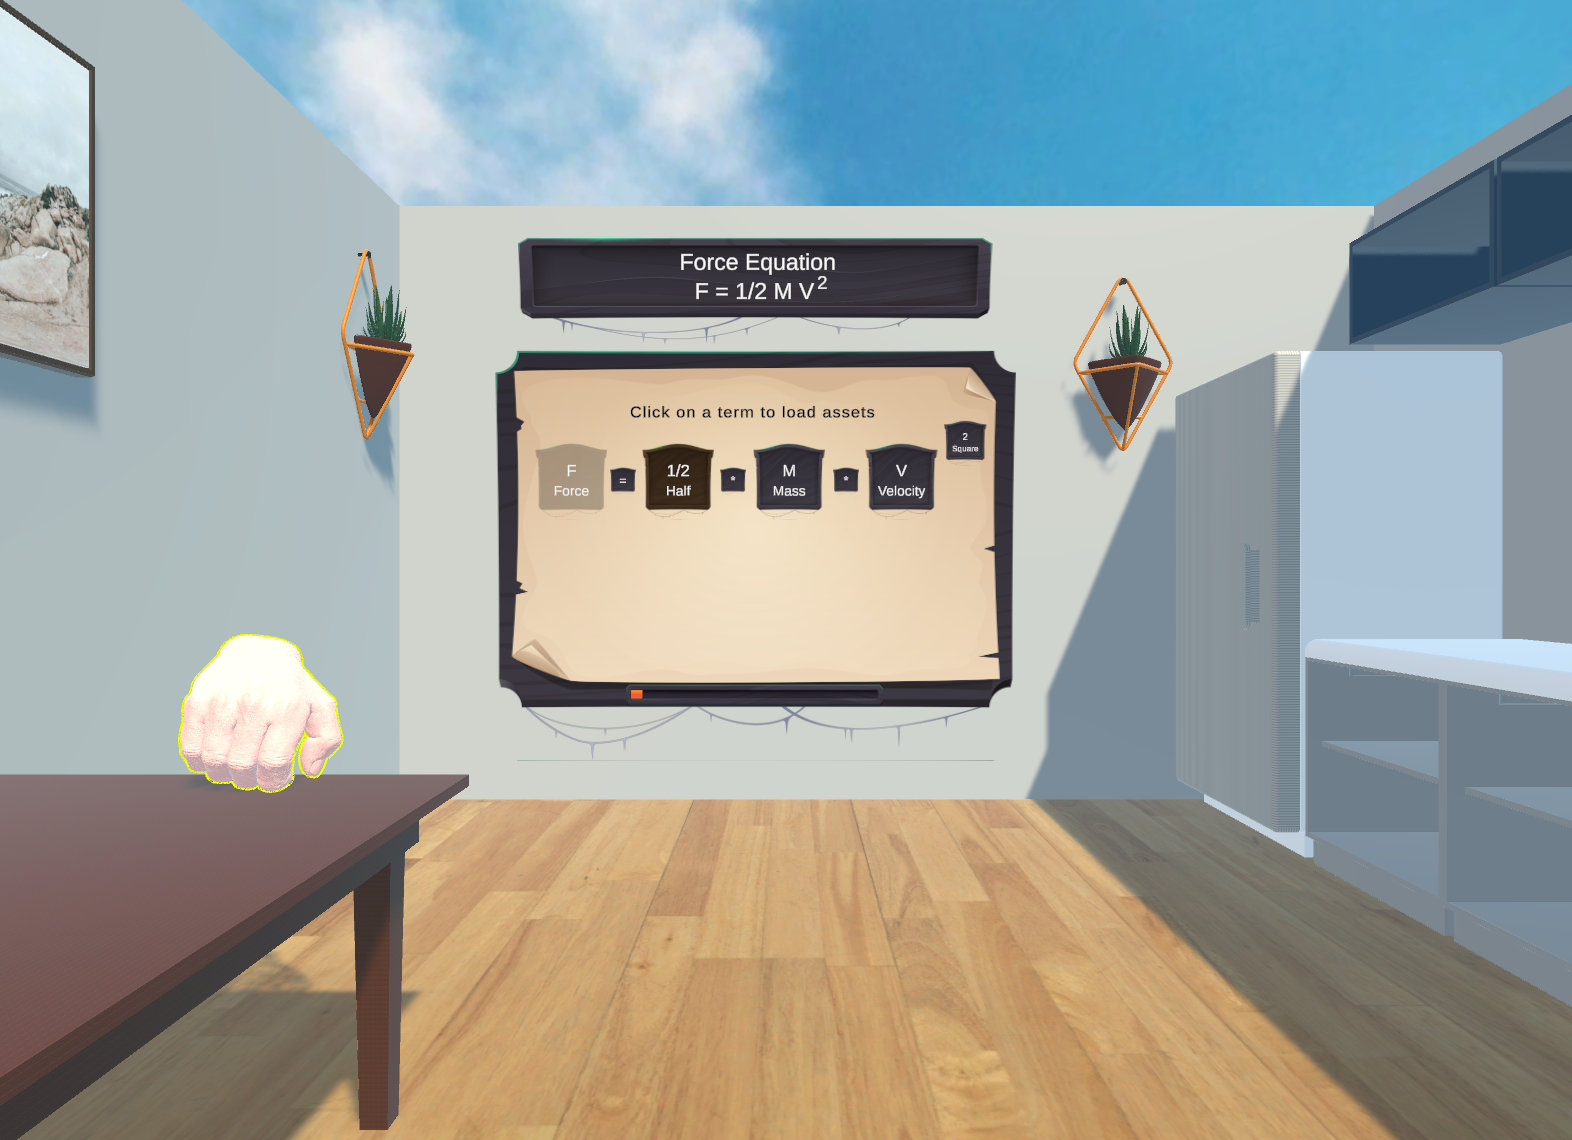 Force Equation
F = 1/2 M V²
Click on a term to load assets
2
Square
F
Force
=
1/2
Half
*
M
Mass
*
V
Velocity